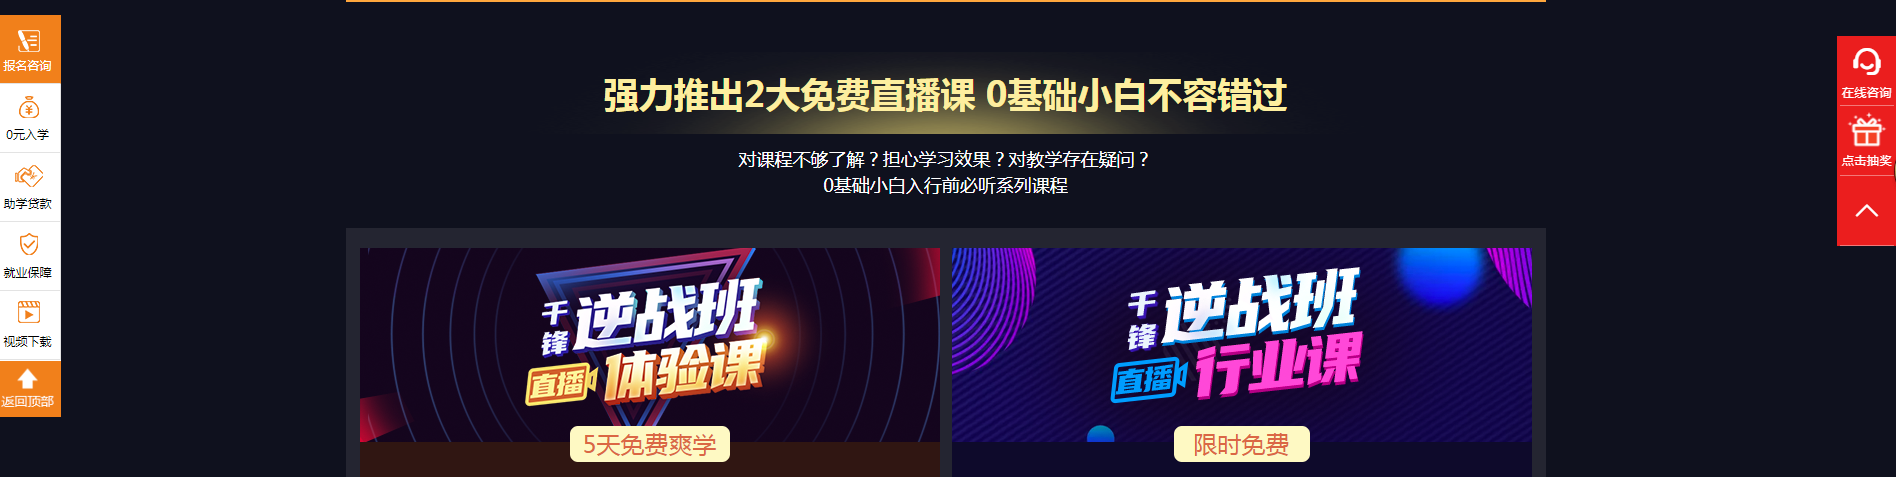 报名咨询
0元入学
助学贷款
就业保障
视频下载
返回顶部
强力推出2大免费直播课 0基础小白不容错过
对课程不够了解？担心学习效果？对教学存在疑问？
0基础小白入行前必听系列课程
千锋 逆战班
直播 体验课
5天免费爽学
千锋 逆战班
直播 行业课
限时免费
在线咨询
点击抽奖